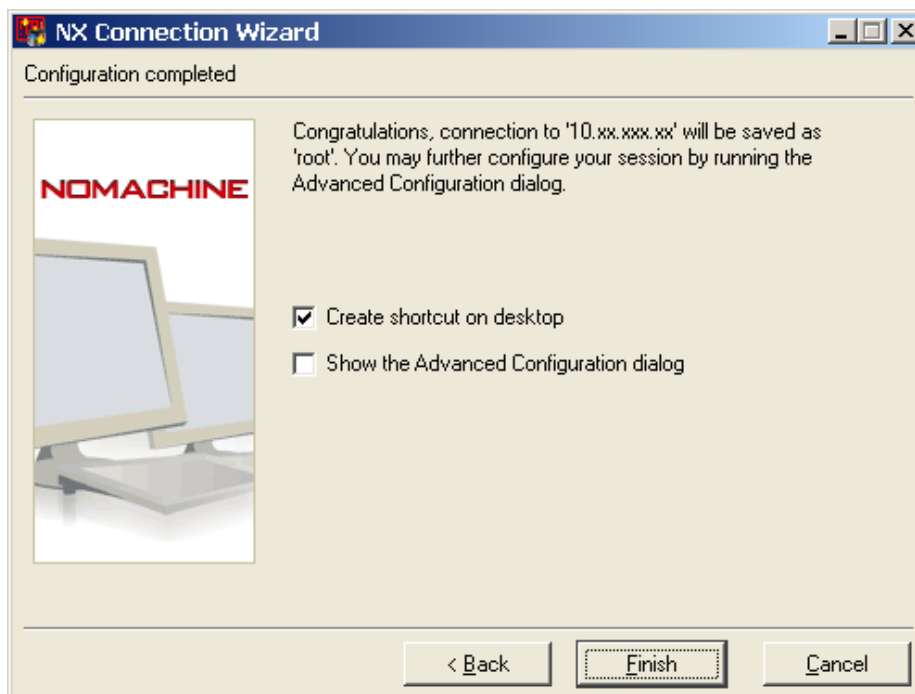 NX Connection Wizard
Configuration completed
Congratulations, connection to '10.xx.xxx.xx' will be saved as
'root'. You may further configure your session by running the
Advanced Configuration dialog.
NOMACHINE
Create shortcut on desktop
Show the Advanced Configuration dialog
< Back
Finish
Cancel